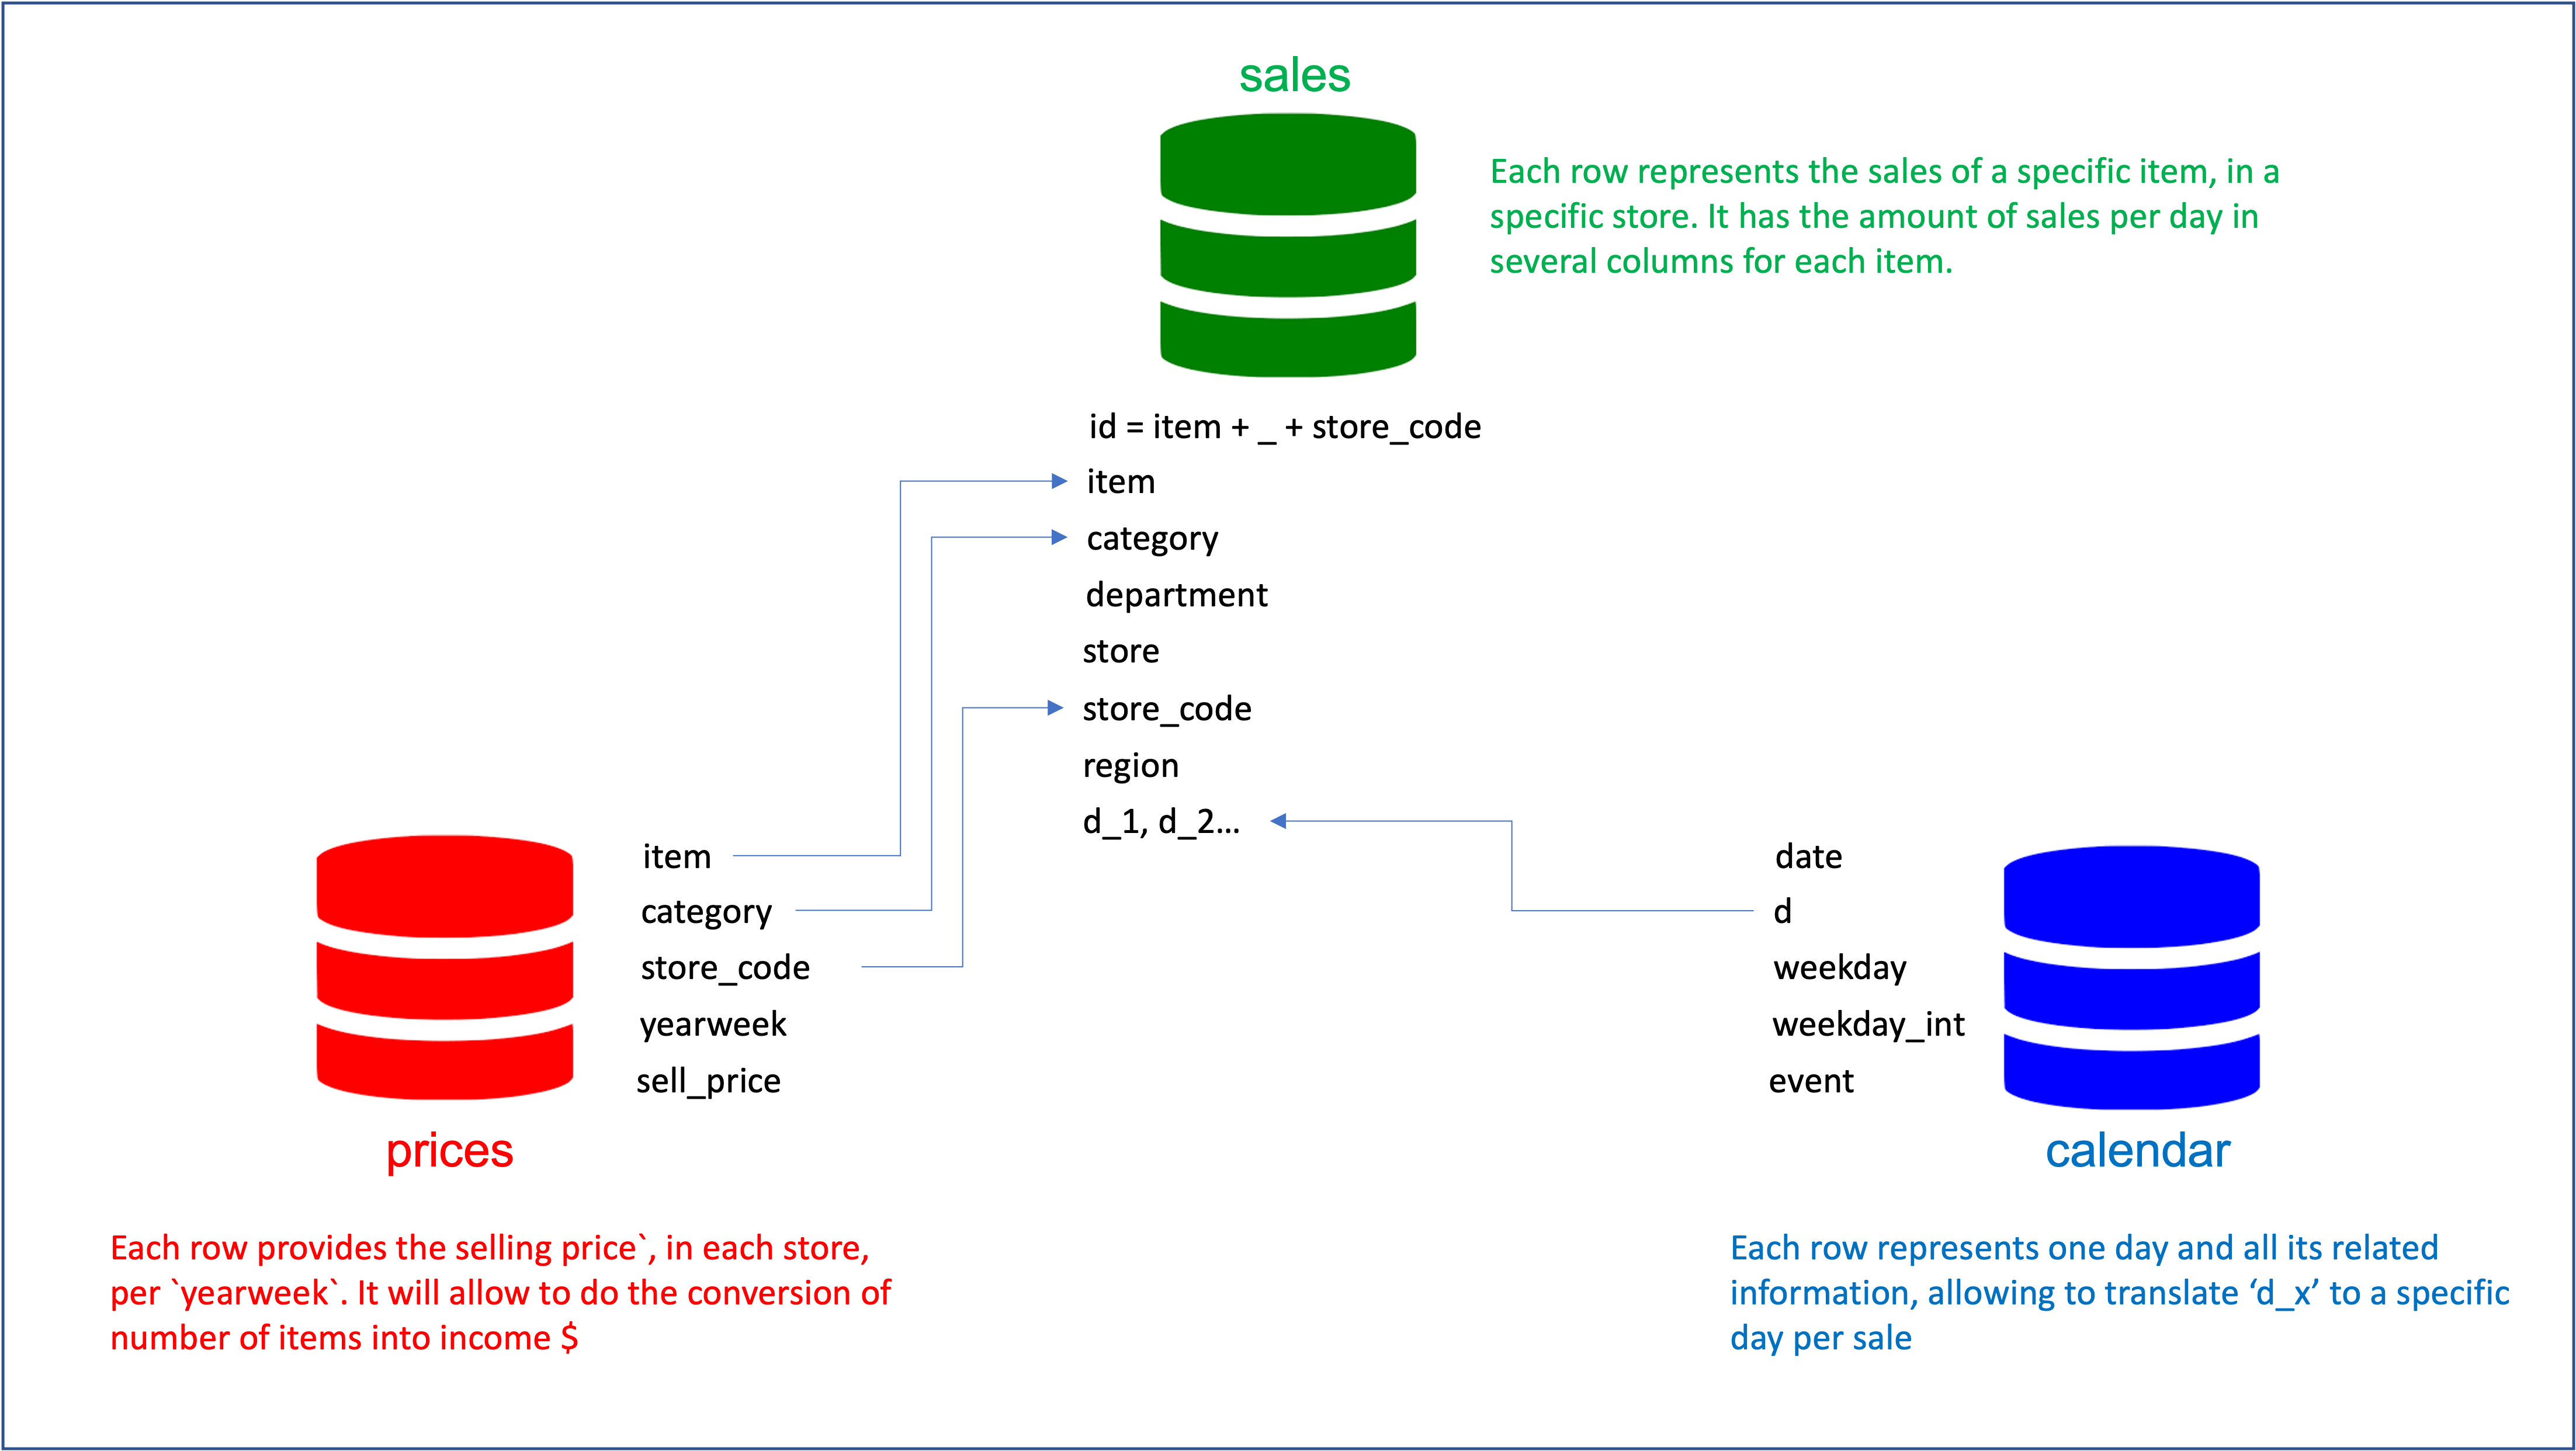 sales
Each row represents the sales of a specific item, in a
specific store. It has the amount of sales per day in
several columns for each item.
id = item + _ + store_code
item
category
department
store
store_code
region
d_1, d_2...
item
category
store_code
yearweek
sell_price
prices
Each row provides the selling price`, in each store,
per `yearweek`. It will allow to do the conversion of
number of items into income $
date
d
weekday
weekday_int
event
calendar
Each row represents one day and all its related
information, allowing to translate ‘d_x’ to a specific
day per sale